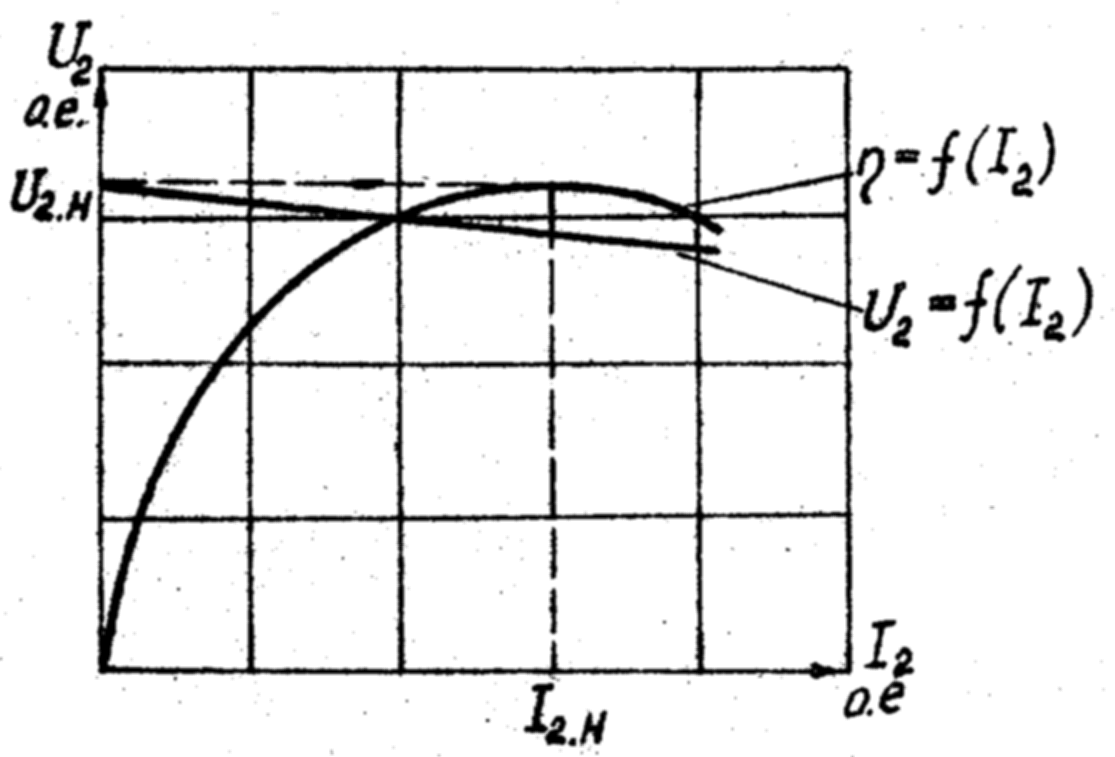 U₂
о.е.
U₂.н
η = f(I₂)
U₂ = f(I₂)
I₂
о.е
I₂.н